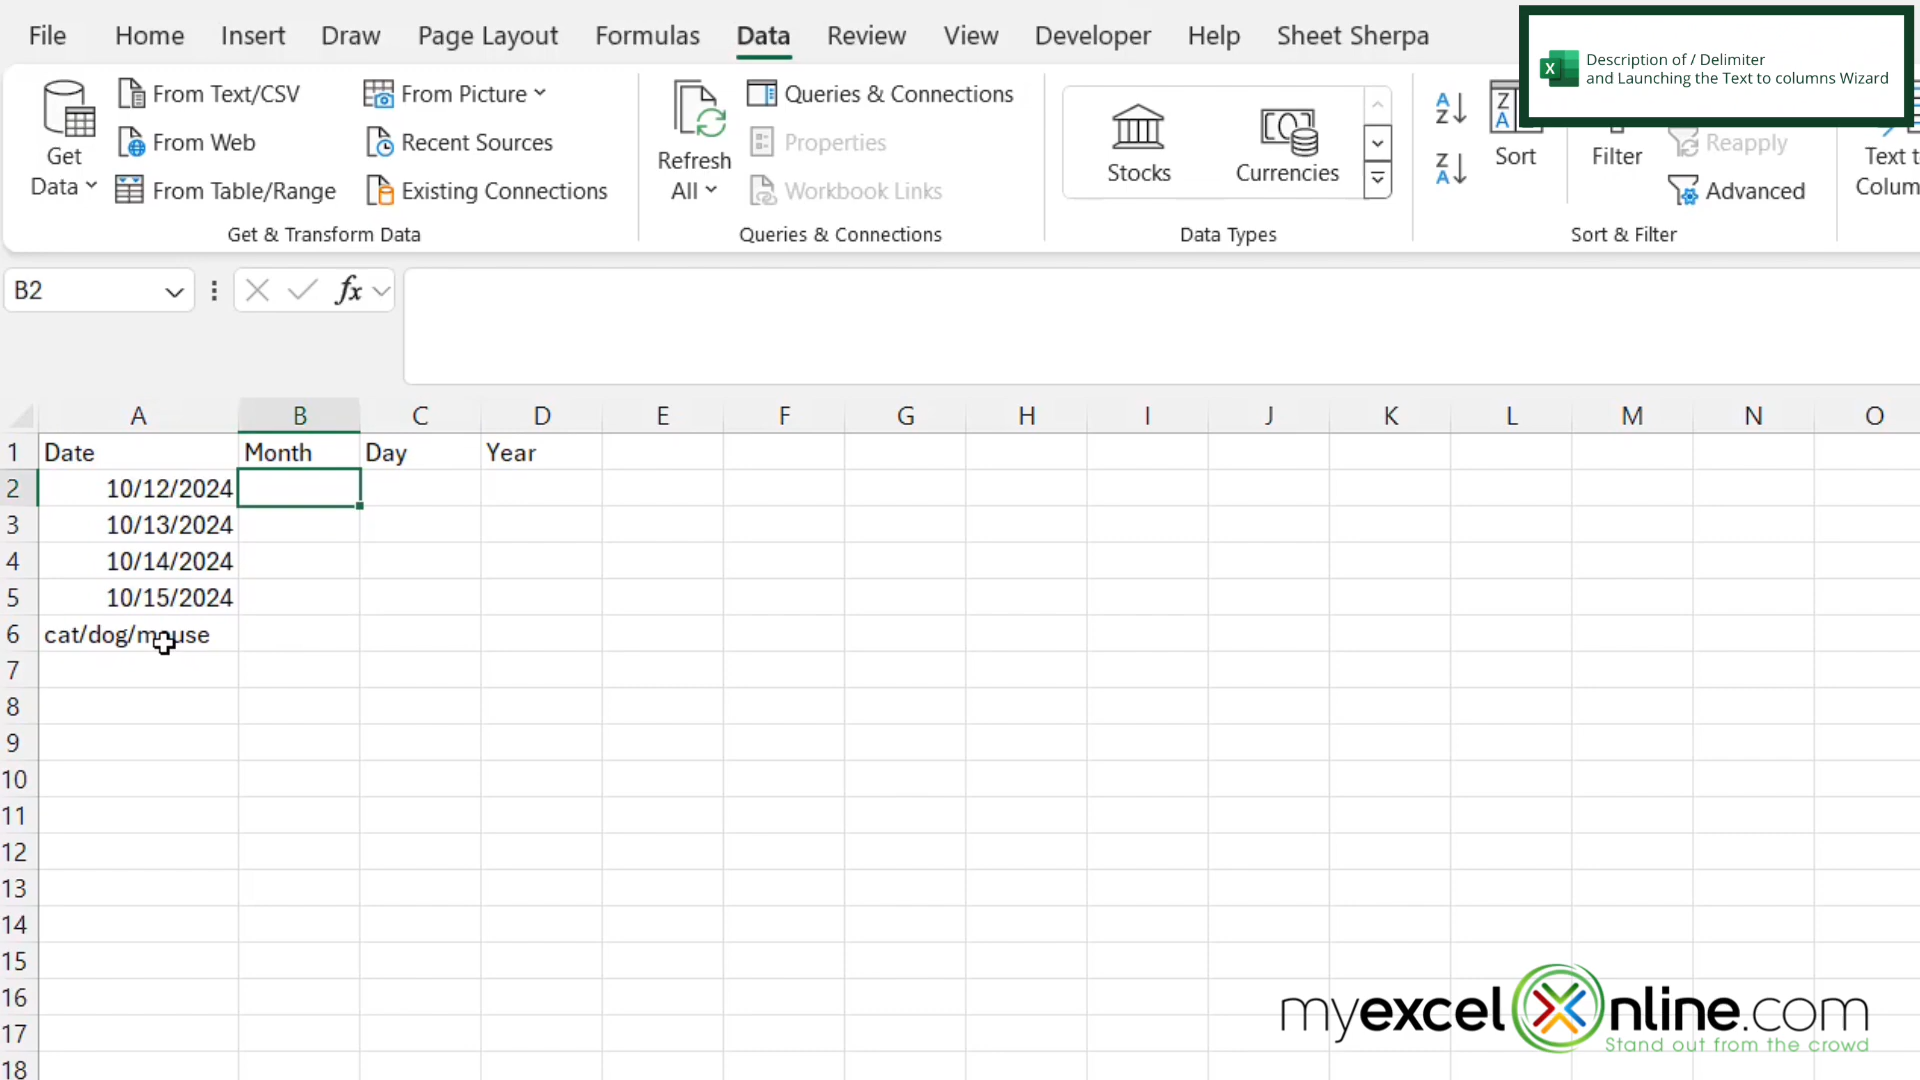 File Home Insert Draw Page Layout Formulas Data Review View Developer Help Sheet Sherpa
Description of / Delimiter
and Launching the Text to columns Wizard
Get
Data
From Text/CSV
From Web
From Table/Range
From Picture
Recent Sources
Existing Connections
Get & Transform Data
Refresh
All
Queries & Connections
Properties
Workbook Links
Queries & Connections
Stocks
Currencies
Data Types
Sort
Filter
Reapply
Advanced
Sort & Filter
Text t
Colum
B2
fx
A B C D E F G H I J K L M N O
1 Date Month Day Year
2 10/12/2024
3 10/13/2024
4 10/14/2024
5 10/15/2024
6 cat/dog/mouse
7
8
9
10
11
12
13
14
15
16
17
18
myexcelOnline.com
Stand out from the crowd